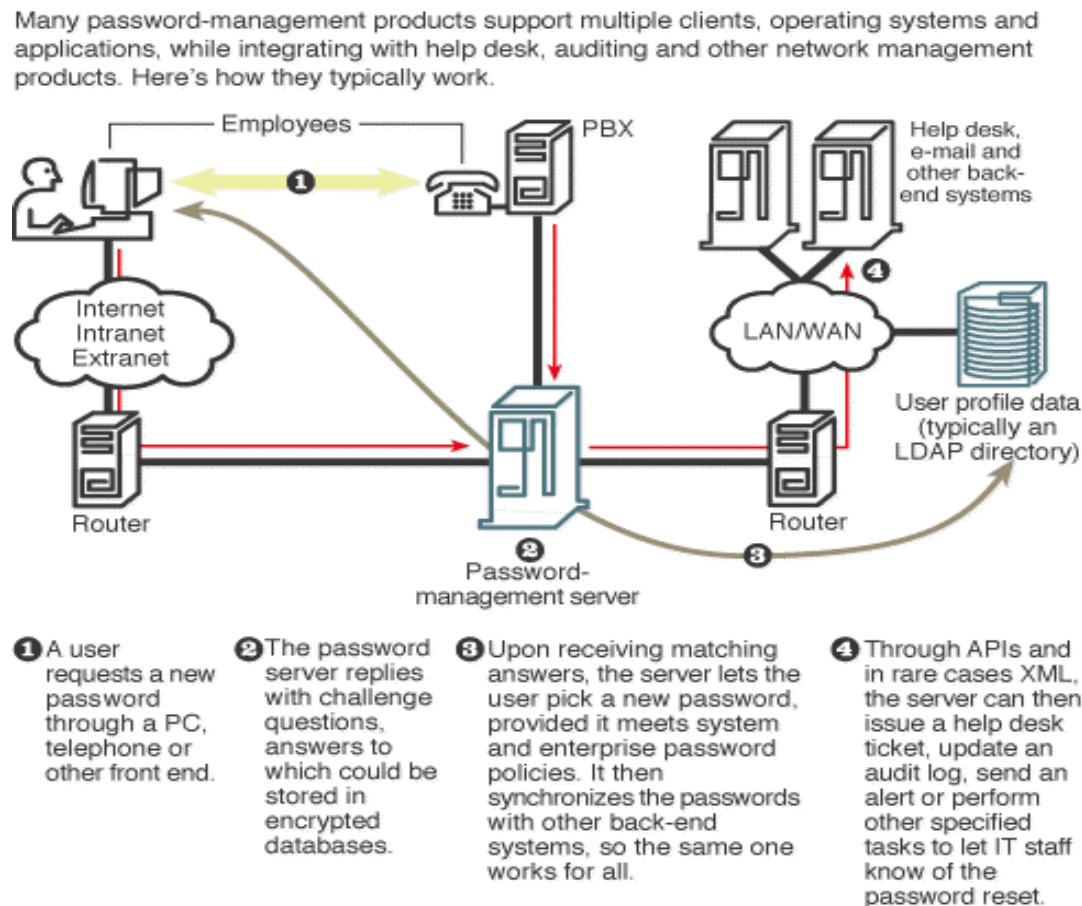 Many password-management products support multiple clients, operating systems and
applications, while integrating with help desk, auditing and other network management
products. Here's how they typically work.
Employees
PBX
Help desk,
e-mail and
other back-
end systems
1
4
Internet
Intranet
Extranet
LAN/WAN
User profile data
(typically an
LDAP directory)
Router
Router
2
3
Password-
management server
1 A user
requests a new
password
through a PC,
telephone or
other front end.
2 The password
server replies
with challenge
questions,
answers to
which could be
stored in
encrypted
databases.
3 Upon receiving matching
answers, the server lets the
user pick a new password,
provided it meets system
and enterprise password
policies. It then
synchronizes the passwords
with other back-end
systems, so the same one
works for all.
4 Through APIs and
in rare cases XML,
the server can then
issue a help desk
ticket, update an
audit log, send an
alert or perform
other specified
tasks to let IT staff
know of the
password reset.